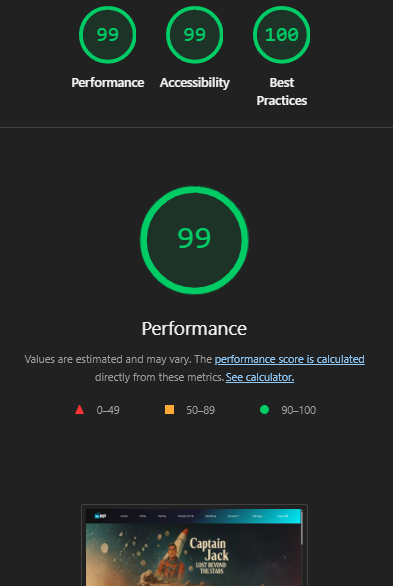 99 99 100
Performance Accessibility Best
Practices
99
Performance
Values are estimated and may vary. The performance score is calculated
directly from these metrics. See calculator.
0–49 50–89 90–100
Captain
Jack
LOST BEYOND
THE STARS